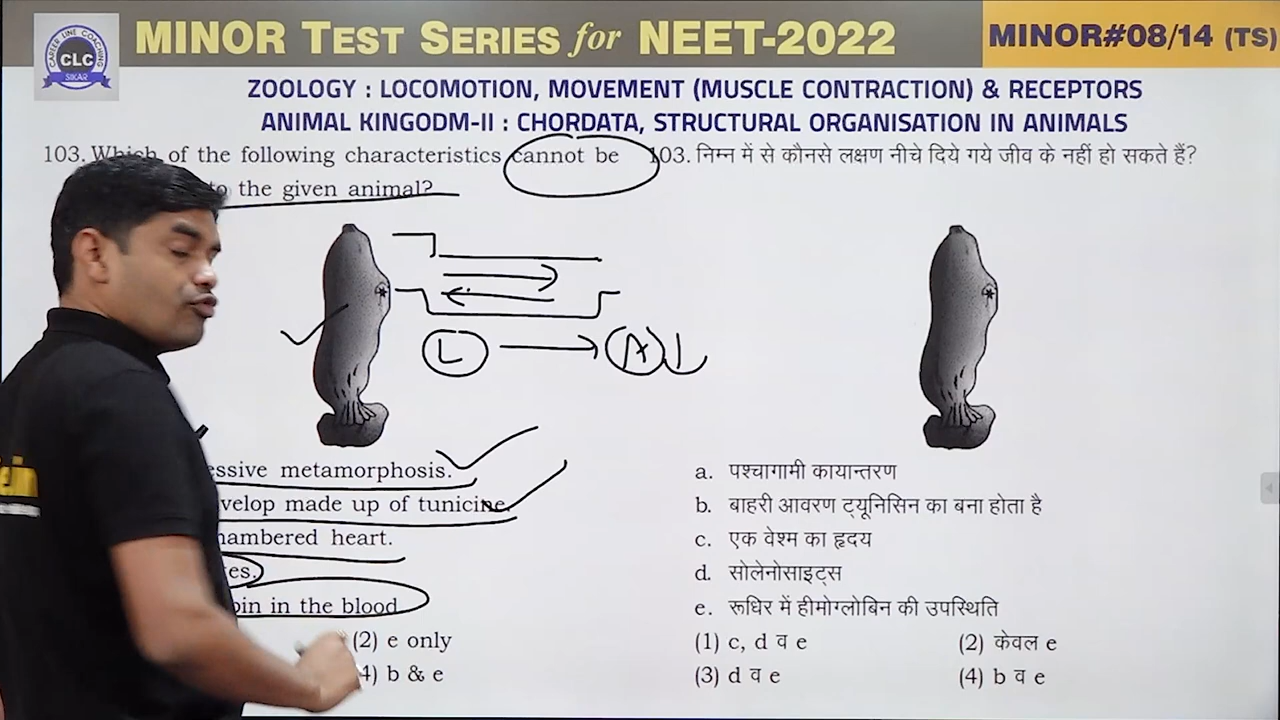 CAREER LINE COACHING
CLC
SIKAR
MINOR TEST SERIES for NEET-2022
MINOR#08/14 (TS)
ZOOLOGY : LOCOMOTION, MOVEMENT (MUSCLE CONTRACTION) & RECEPTORS
ANIMAL KINGODM-II : CHORDATA, STRUCTURAL ORGANISATION IN ANIMALS
103. Which of the following characteristics cannot be
to the given animal?
L A
essive metamorphosis.
velop made up of tunicine.
hambered heart.
es.
bin in the blood
(2) e only
4) b & e
103. निम्न में से कौनसे लक्षण नीचे दिये गये जीव के नहीं हो सकते हैं?
a. पश्चागामी कायान्तरण
b. बाहरी आवरण ट्यूनिसिन का बना होता है
c. एक वेश्म का हृदय
d. सोलेनोसाइट्स
e. रूधिर में हीमोग्लोबिन की उपस्थिति
(1) c, d व e (2) केवल e
(3) d व e (4) b व e